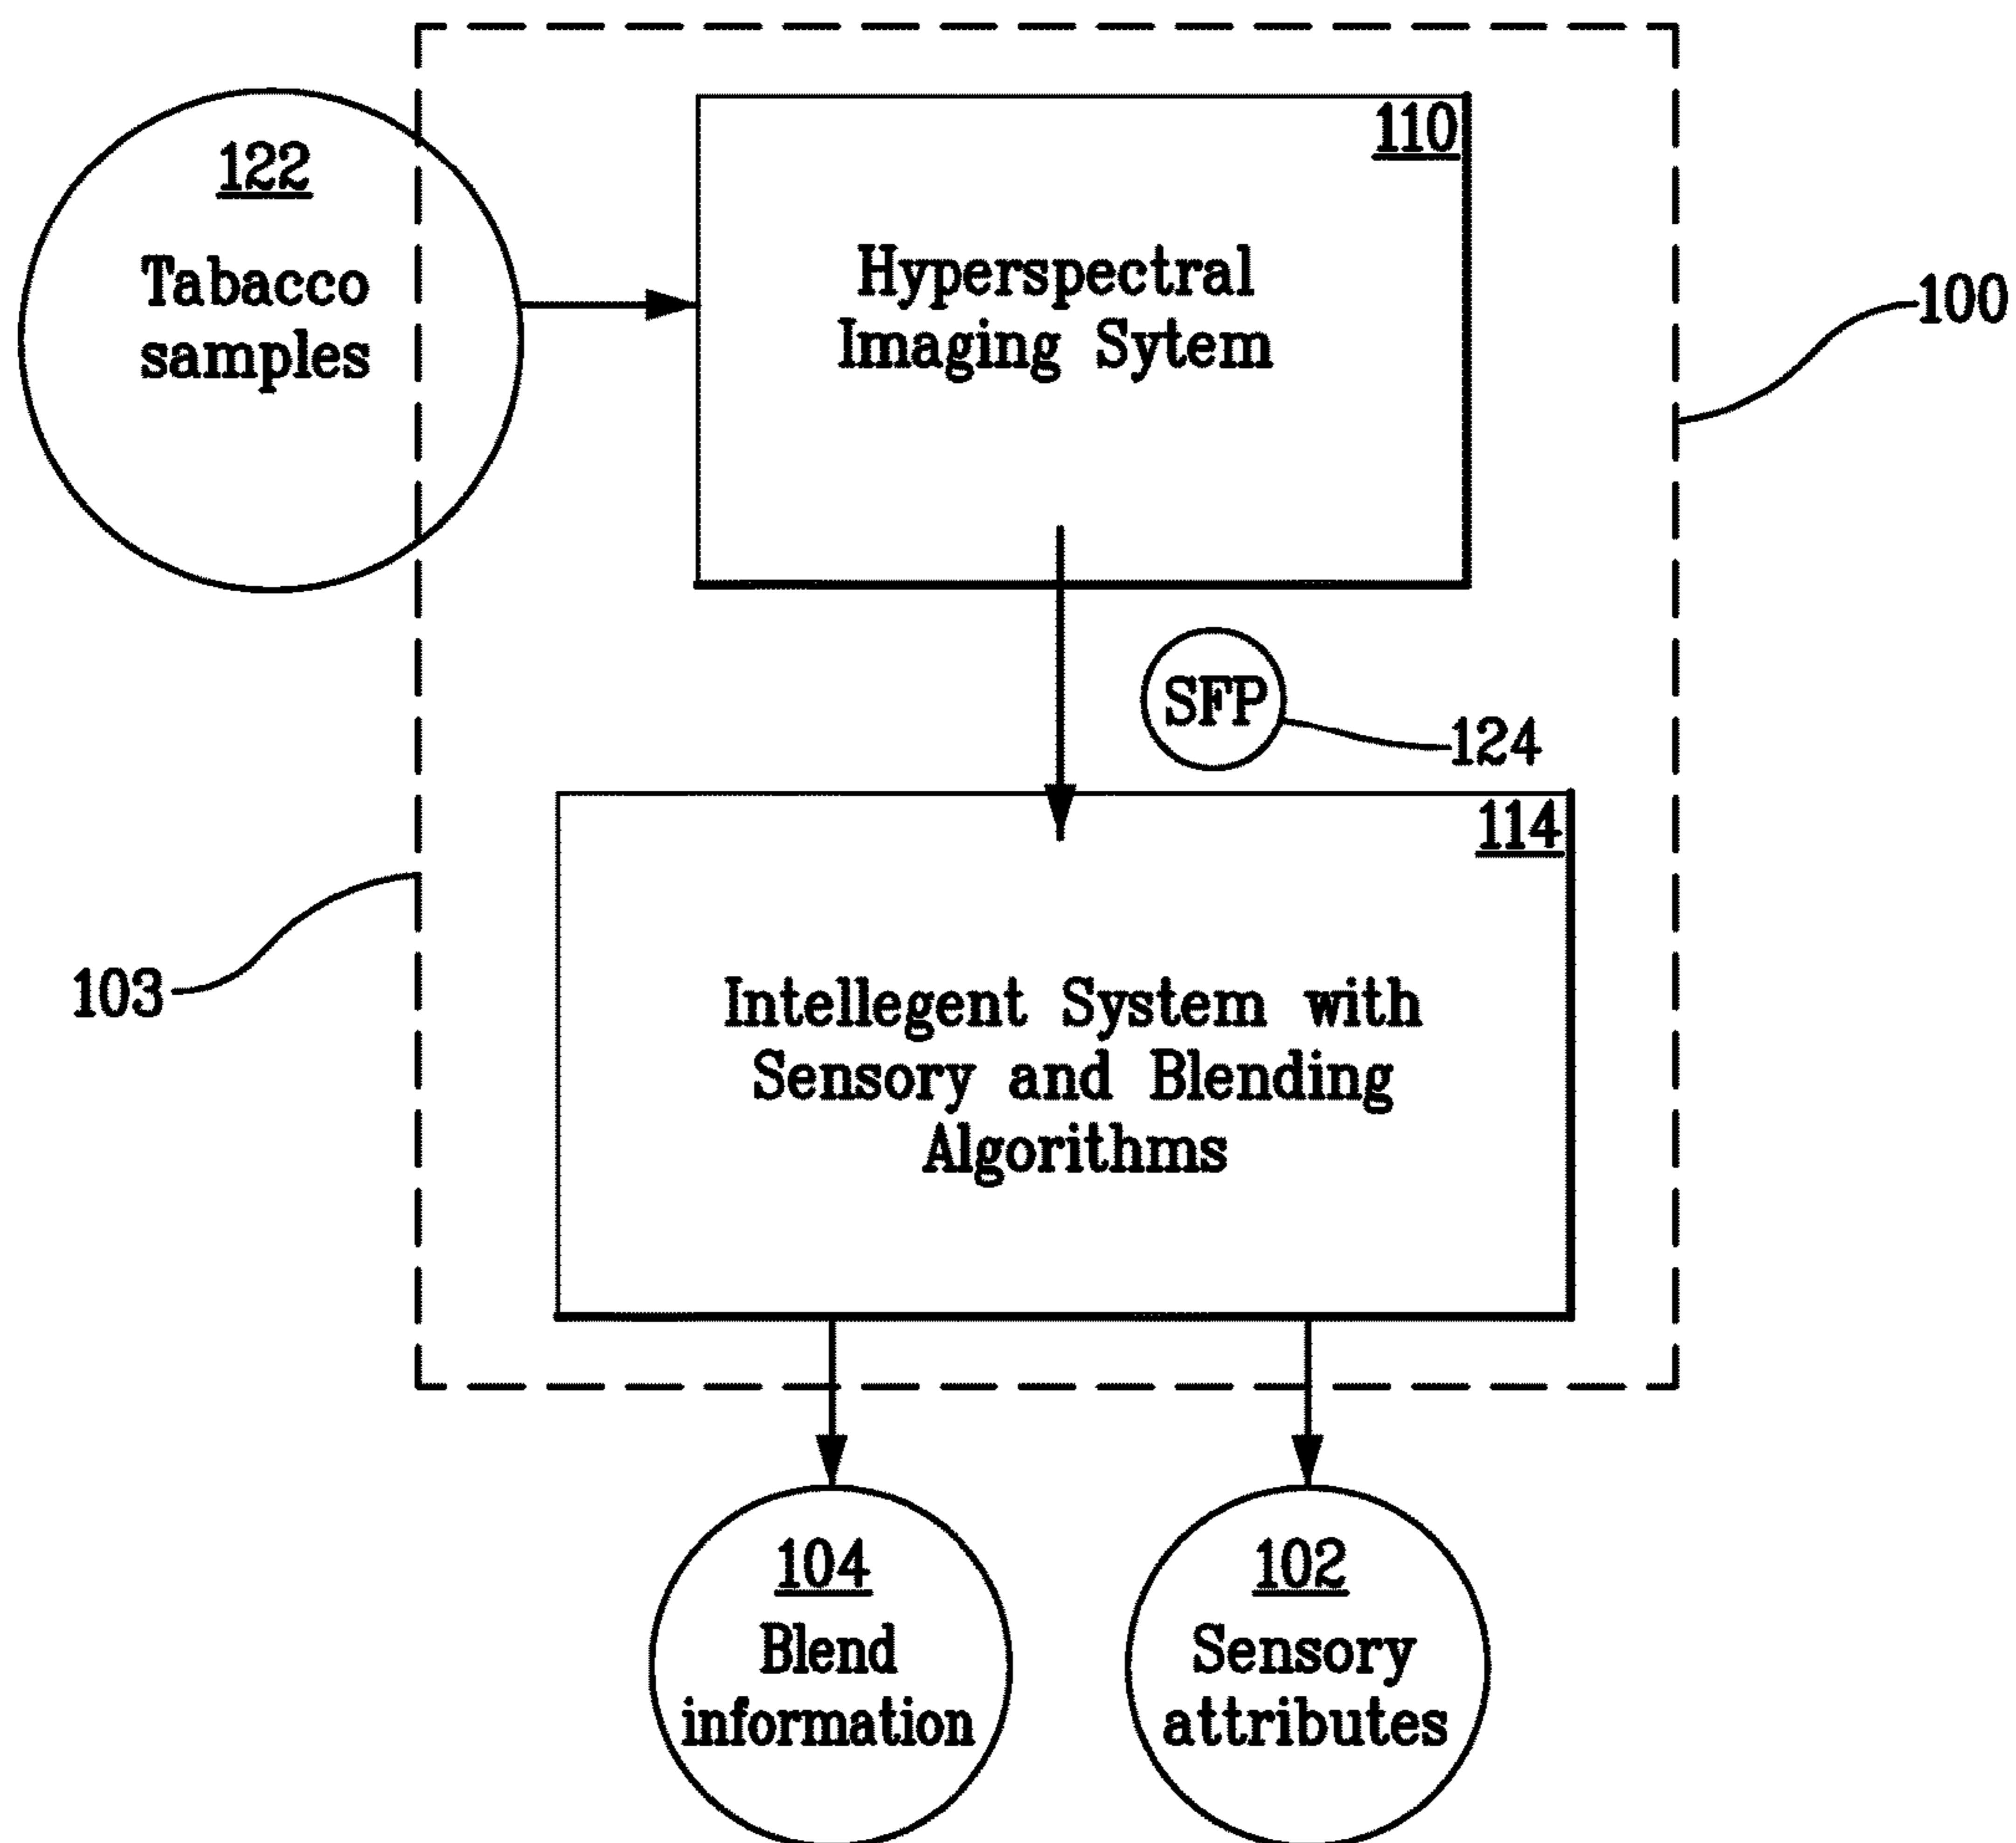 122
Tabacco
samples
110
Hyperspectral
Imaging Sytem
100
SFP
124
114
Intellegent System with
Sensory and Blending
Algorithms
103
104
Blend
information
102
Sensory
attributes